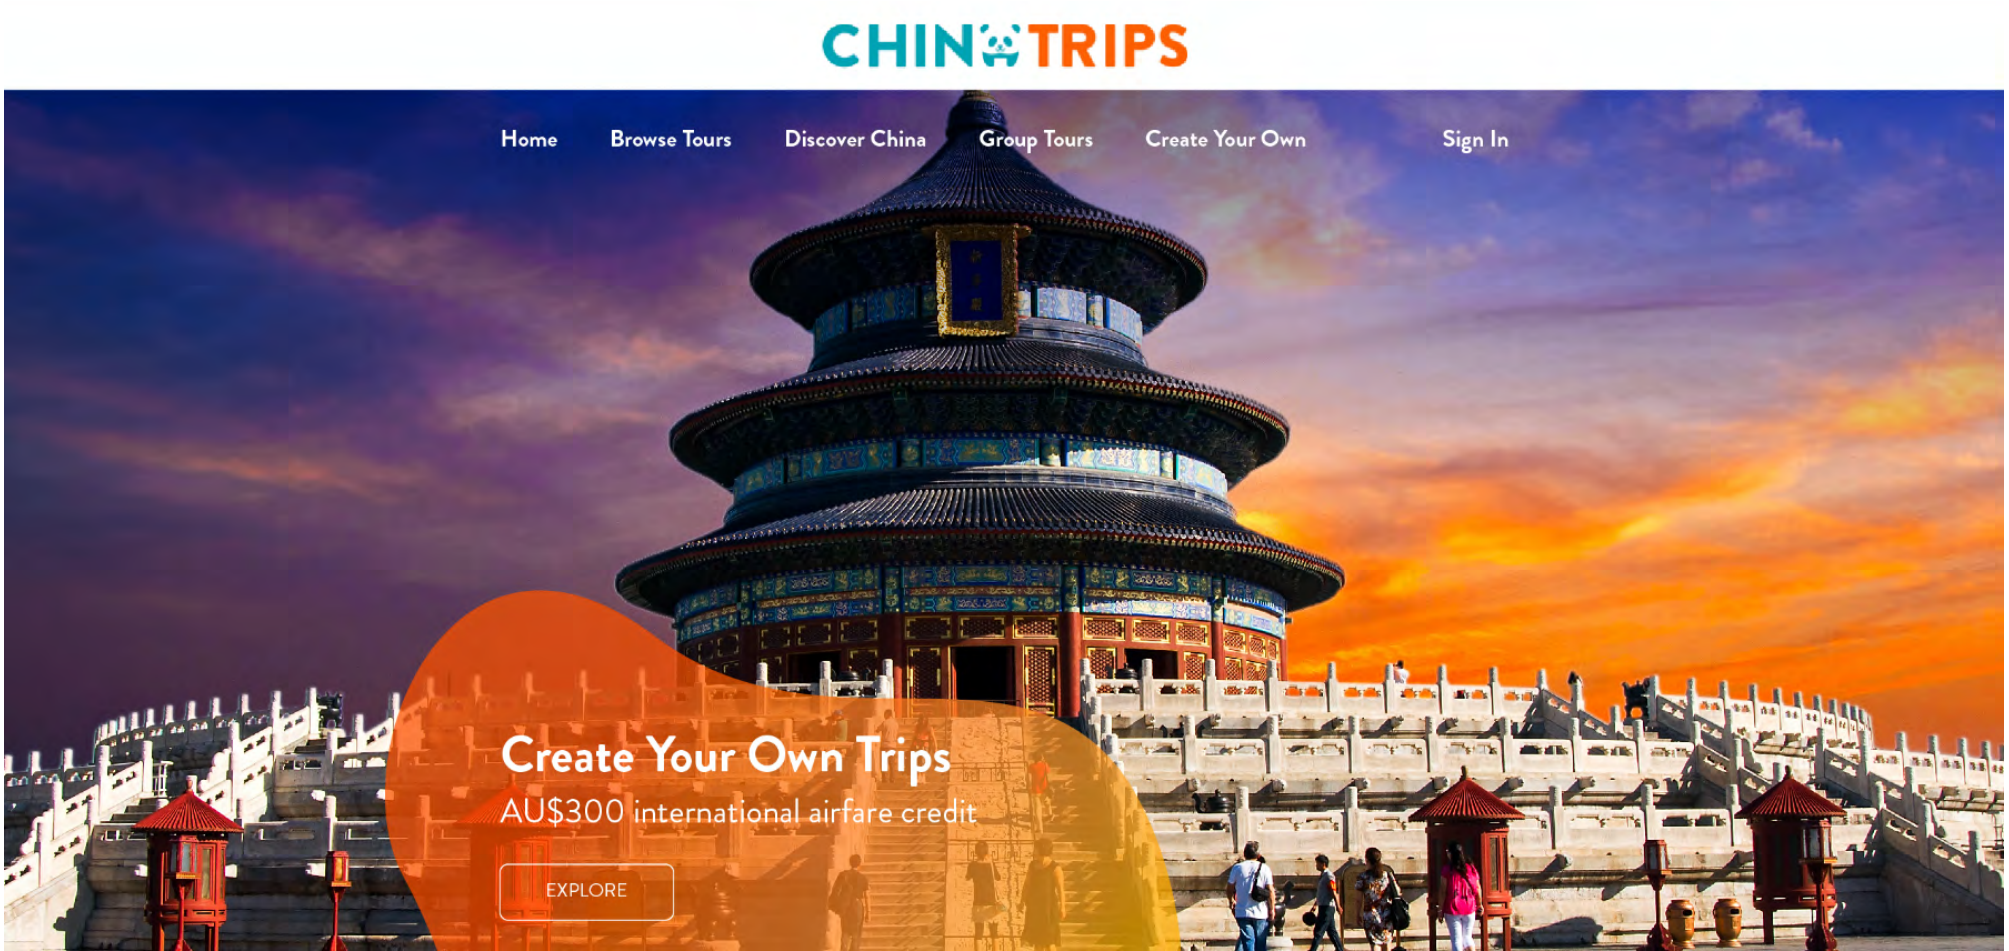 CHINA TRIPS
Home Browse Tours Discover China Group Tours Create Your Own Sign In
Create Your Own Trips
AU$300 international airfare credit
EXPLORE